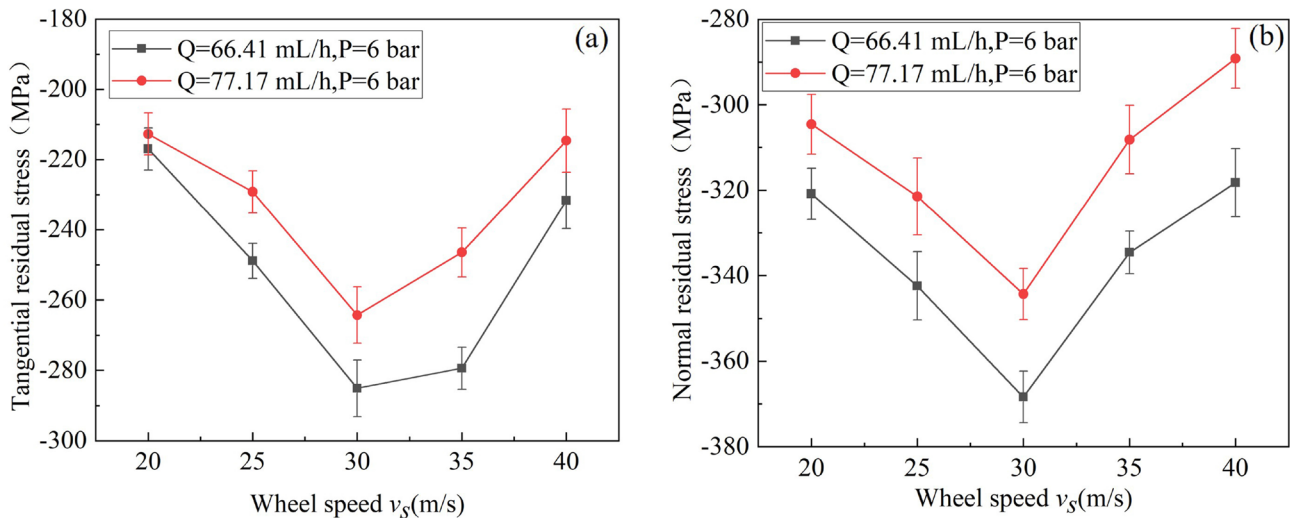 (a)
Q=66.41 mL/h,P=6 bar
Q=77.17 mL/h,P=6 bar
Tangential residual stress（MPa）
-180
-200
-220
-240
-260
-280
-300
20 25 30 35 40
Wheel speed vs(m/s)
(b)
Q=66.41 mL/h,P=6 bar
Q=77.17 mL/h,P=6 bar
Normal residual stress（MPa）
-280
-300
-320
-340
-360
-380
20 25 30 35 40
Wheel speed vs(m/s)